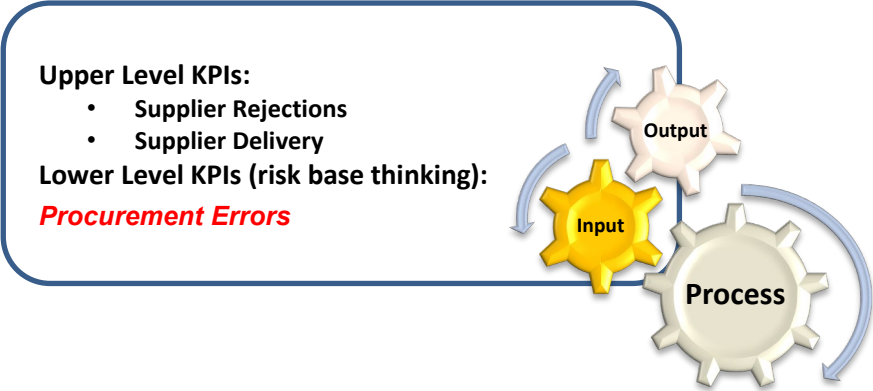 Upper Level KPIs:
• Supplier Rejections
• Supplier Delivery
Lower Level KPIs (risk base thinking):
Procurement Errors
Output
Input
Process